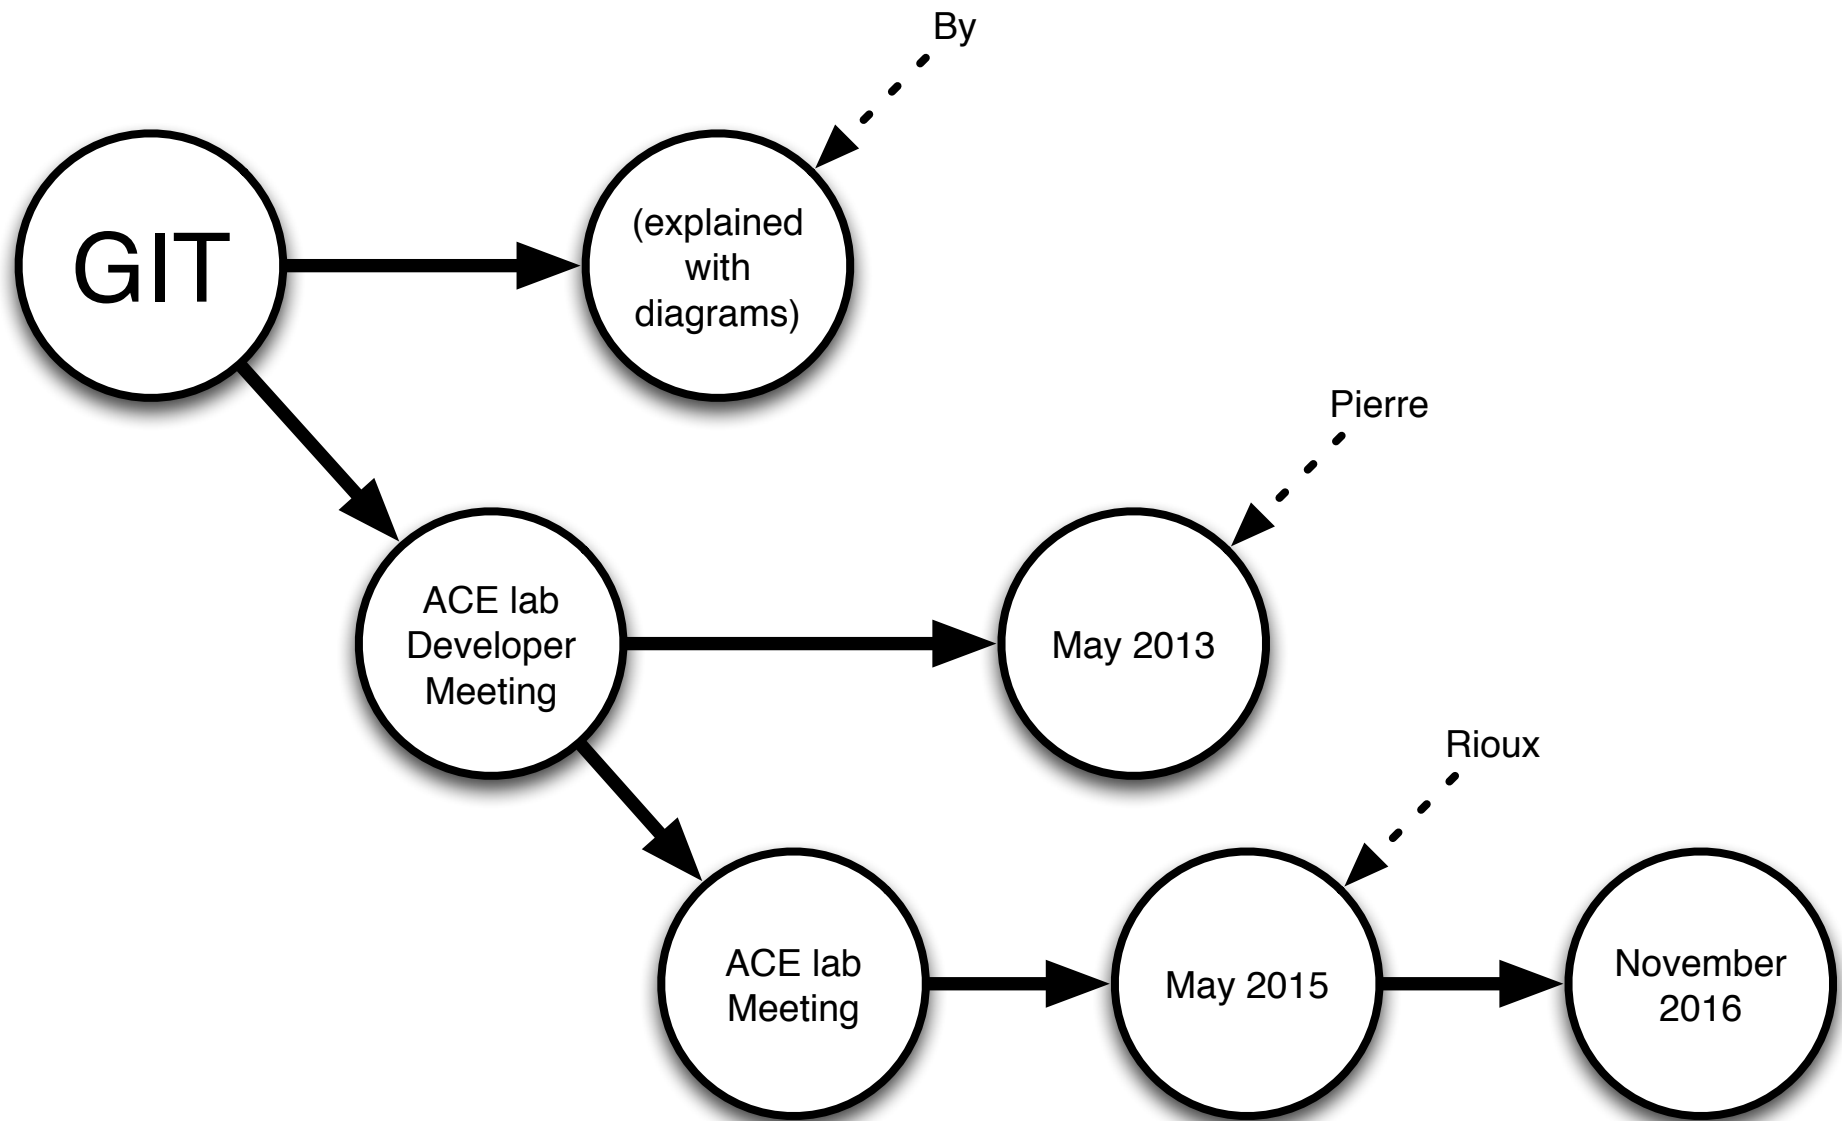 By
GIT
(explained
with
diagrams)
Pierre
ACE lab
Developer
Meeting
May 2013
Rioux
ACE lab
Meeting
May 2015
November
2016